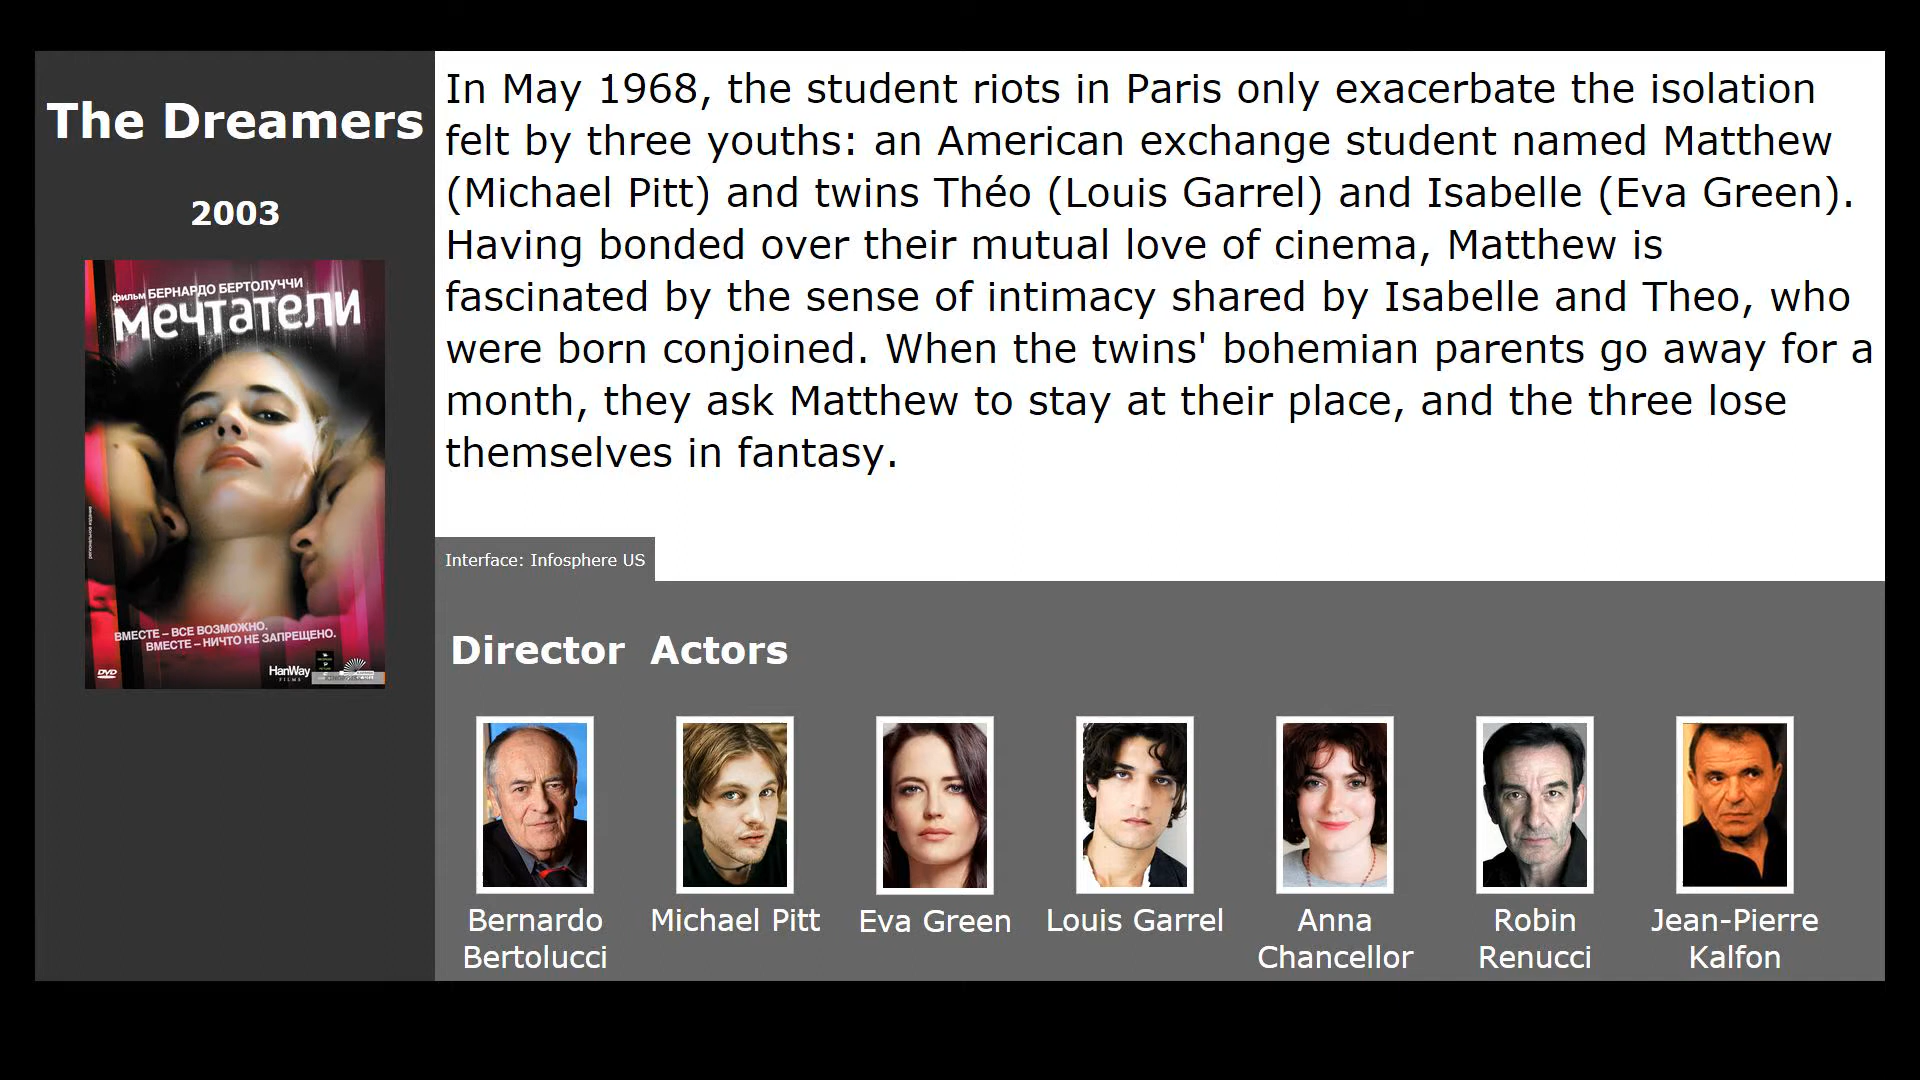 The Dreamers
2003
фильм БЕРНАРДО БЕРТОЛУЧЧИ
мечтатели
ВМЕСТЕ – ВСЕ ВОЗМОЖНО.
ВМЕСТЕ – НИЧТО НЕ ЗАПРЕЩЕНО.
DVD
HanWay
FILMS
In May 1968, the student riots in Paris only exacerbate the isolation
felt by three youths: an American exchange student named Matthew
(Michael Pitt) and twins Théo (Louis Garrel) and Isabelle (Eva Green).
Having bonded over their mutual love of cinema, Matthew is
fascinated by the sense of intimacy shared by Isabelle and Theo, who
were born conjoined. When the twins' bohemian parents go away for a
month, they ask Matthew to stay at their place, and the three lose
themselves in fantasy.
Interface: Infosphere US
Director Actors
Bernardo
Bertolucci
Michael Pitt
Eva Green
Louis Garrel
Anna
Chancellor
Robin
Renucci
Jean-Pierre
Kalfon